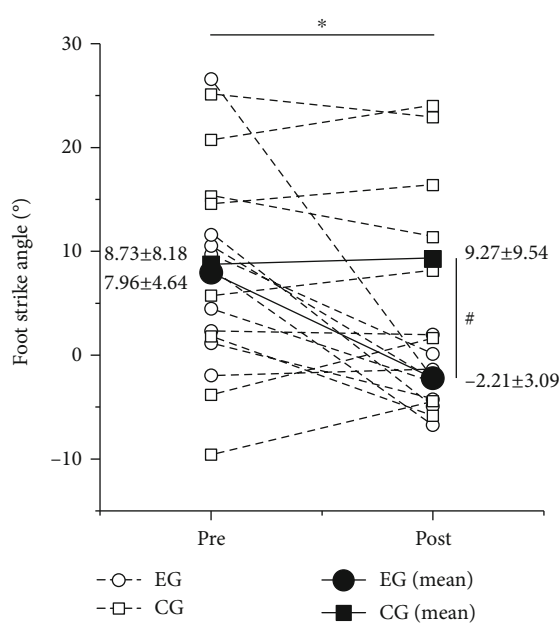 *
30
20
10
0
−10
Foot strike angle (°)
8.73±8.18
7.96±4.64
9.27±9.54
#
−2.21±3.09
Pre
Post
EG
EG (mean)
CG
CG (mean)